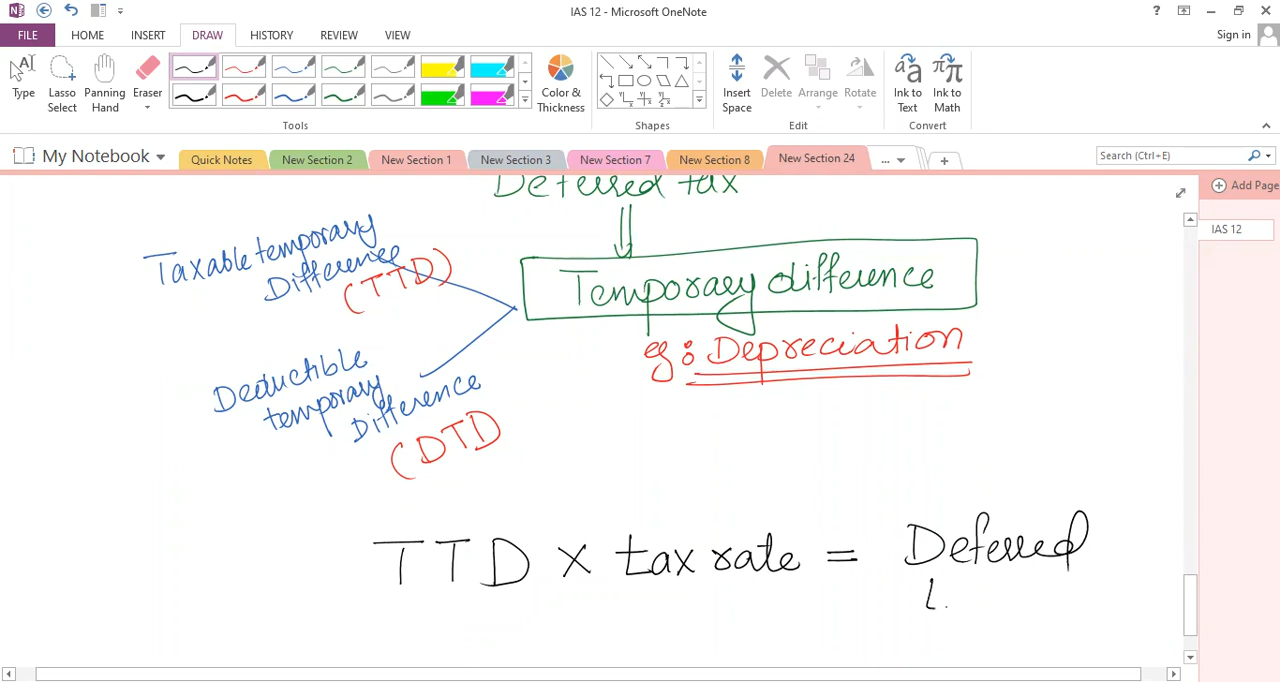 IAS 12 - Microsoft OneNote
?
FILE HOME INSERT DRAW HISTORY REVIEW VIEW
Sign in
Type Lasso Select Panning Hand Eraser
Color & Thickness
Insert Space Delete Arrange Rotate
Ink to Text Ink to Math
Tools Shapes Edit Convert
My Notebook Quick Notes New Section 2 New Section 1 New Section 3 New Section 7 New Section 8 New Section 24 ... +
Search (Ctrl+E)
Add Page
IAS 12
Deferred tax
Taxable temporary
Difference
(TTD)
Temporary difference
eg: Depreciation
Deductible
temporary
Difference
(DTD
TTD X tax rate = Deferred